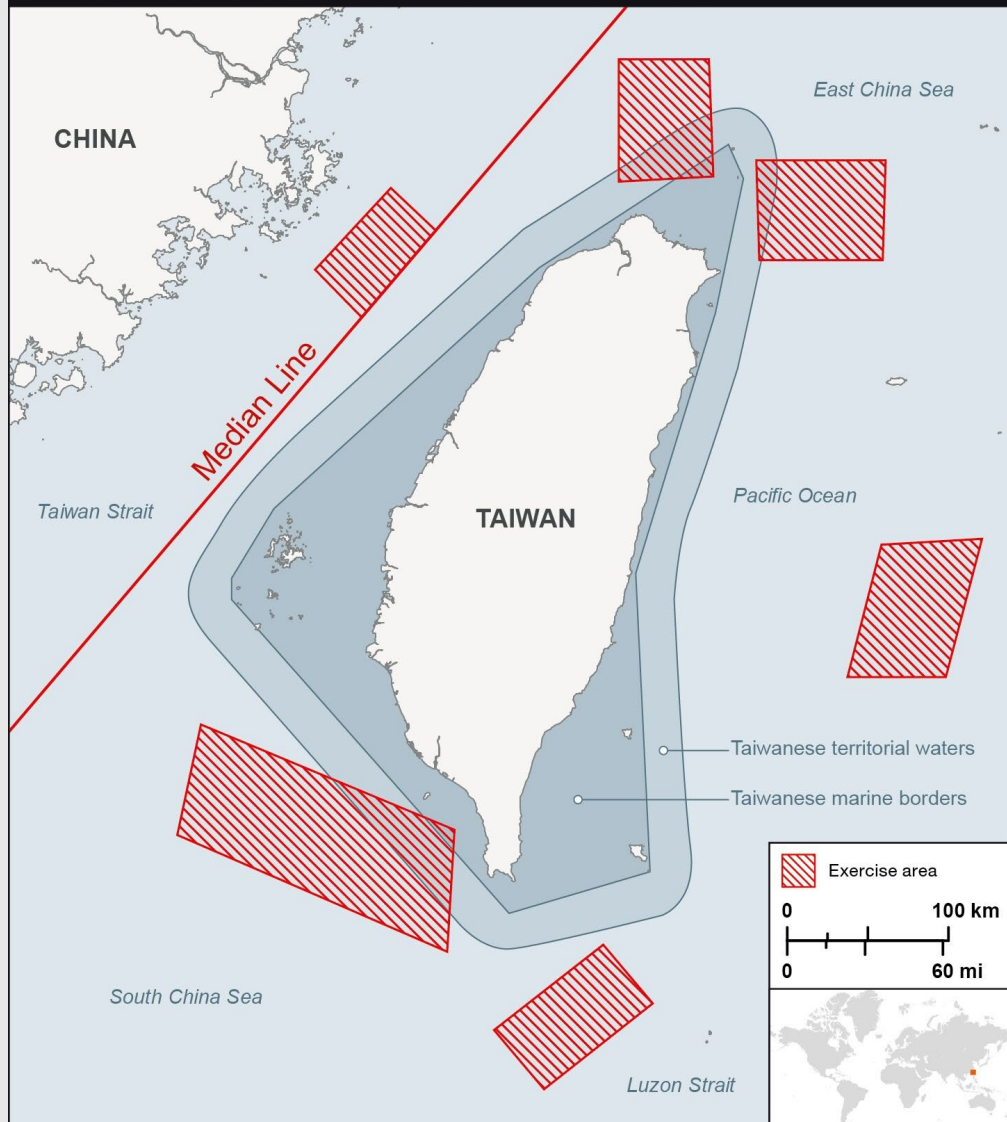 East China Sea
CHINA
Median Line
Taiwan Strait
Pacific Ocean
TAIWAN
Taiwanese territorial waters
Taiwanese marine borders
Exercise area
0 100 km
0 60 mi
South China Sea
Luzon Strait